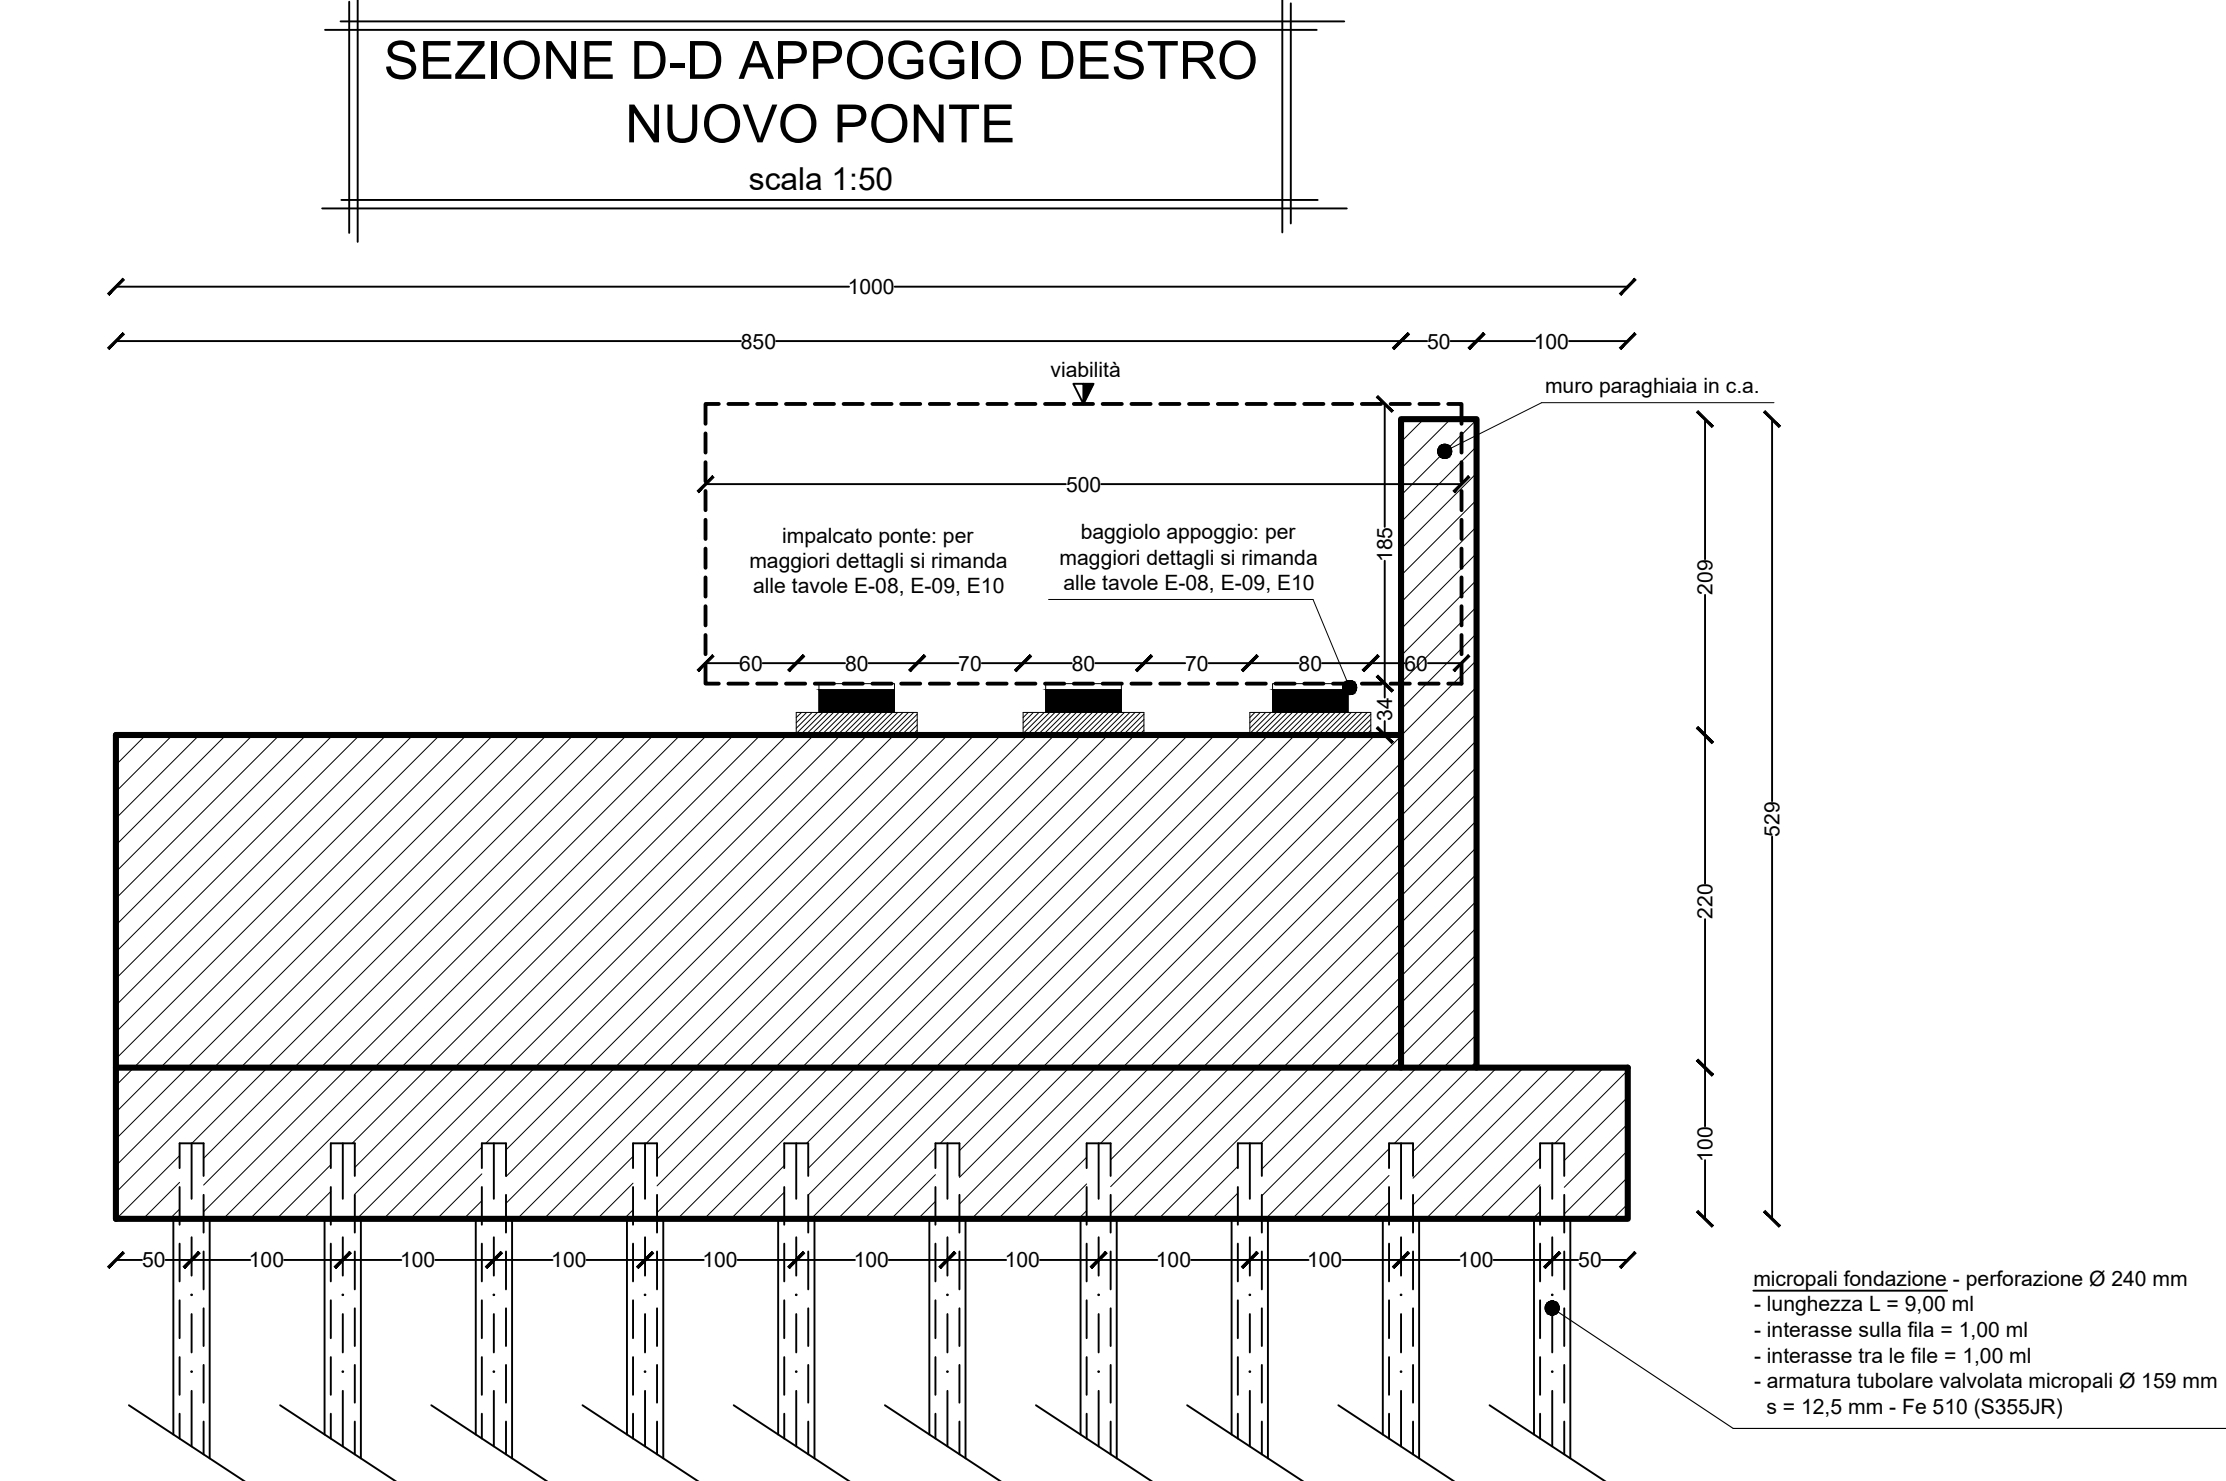 SEZIONE D-D APPOGGIO DESTRO
NUOVO PONTE
scala 1:50
1000
850
50
100
viabilità
muro paraghiaia in c.a.
500
impalcato ponte: per
maggiori dettagli si rimanda
alle tavole E-08, E-09, E10
baggiolo appoggio: per
maggiori dettagli si rimanda
alle tavole E-08, E-09, E10
185
209
60
80
70
80
70
80
60
34
529
220
100
50
100
100
100
100
100
100
100
100
100
50
micropali fondazione - perforazione Ø 240 mm
- lunghezza L = 9,00 ml
- interasse sulla fila = 1,00 ml
- interasse tra le file = 1,00 ml
- armatura tubolare valvolata micropali Ø 159 mm
s = 12,5 mm - Fe 510 (S355JR)